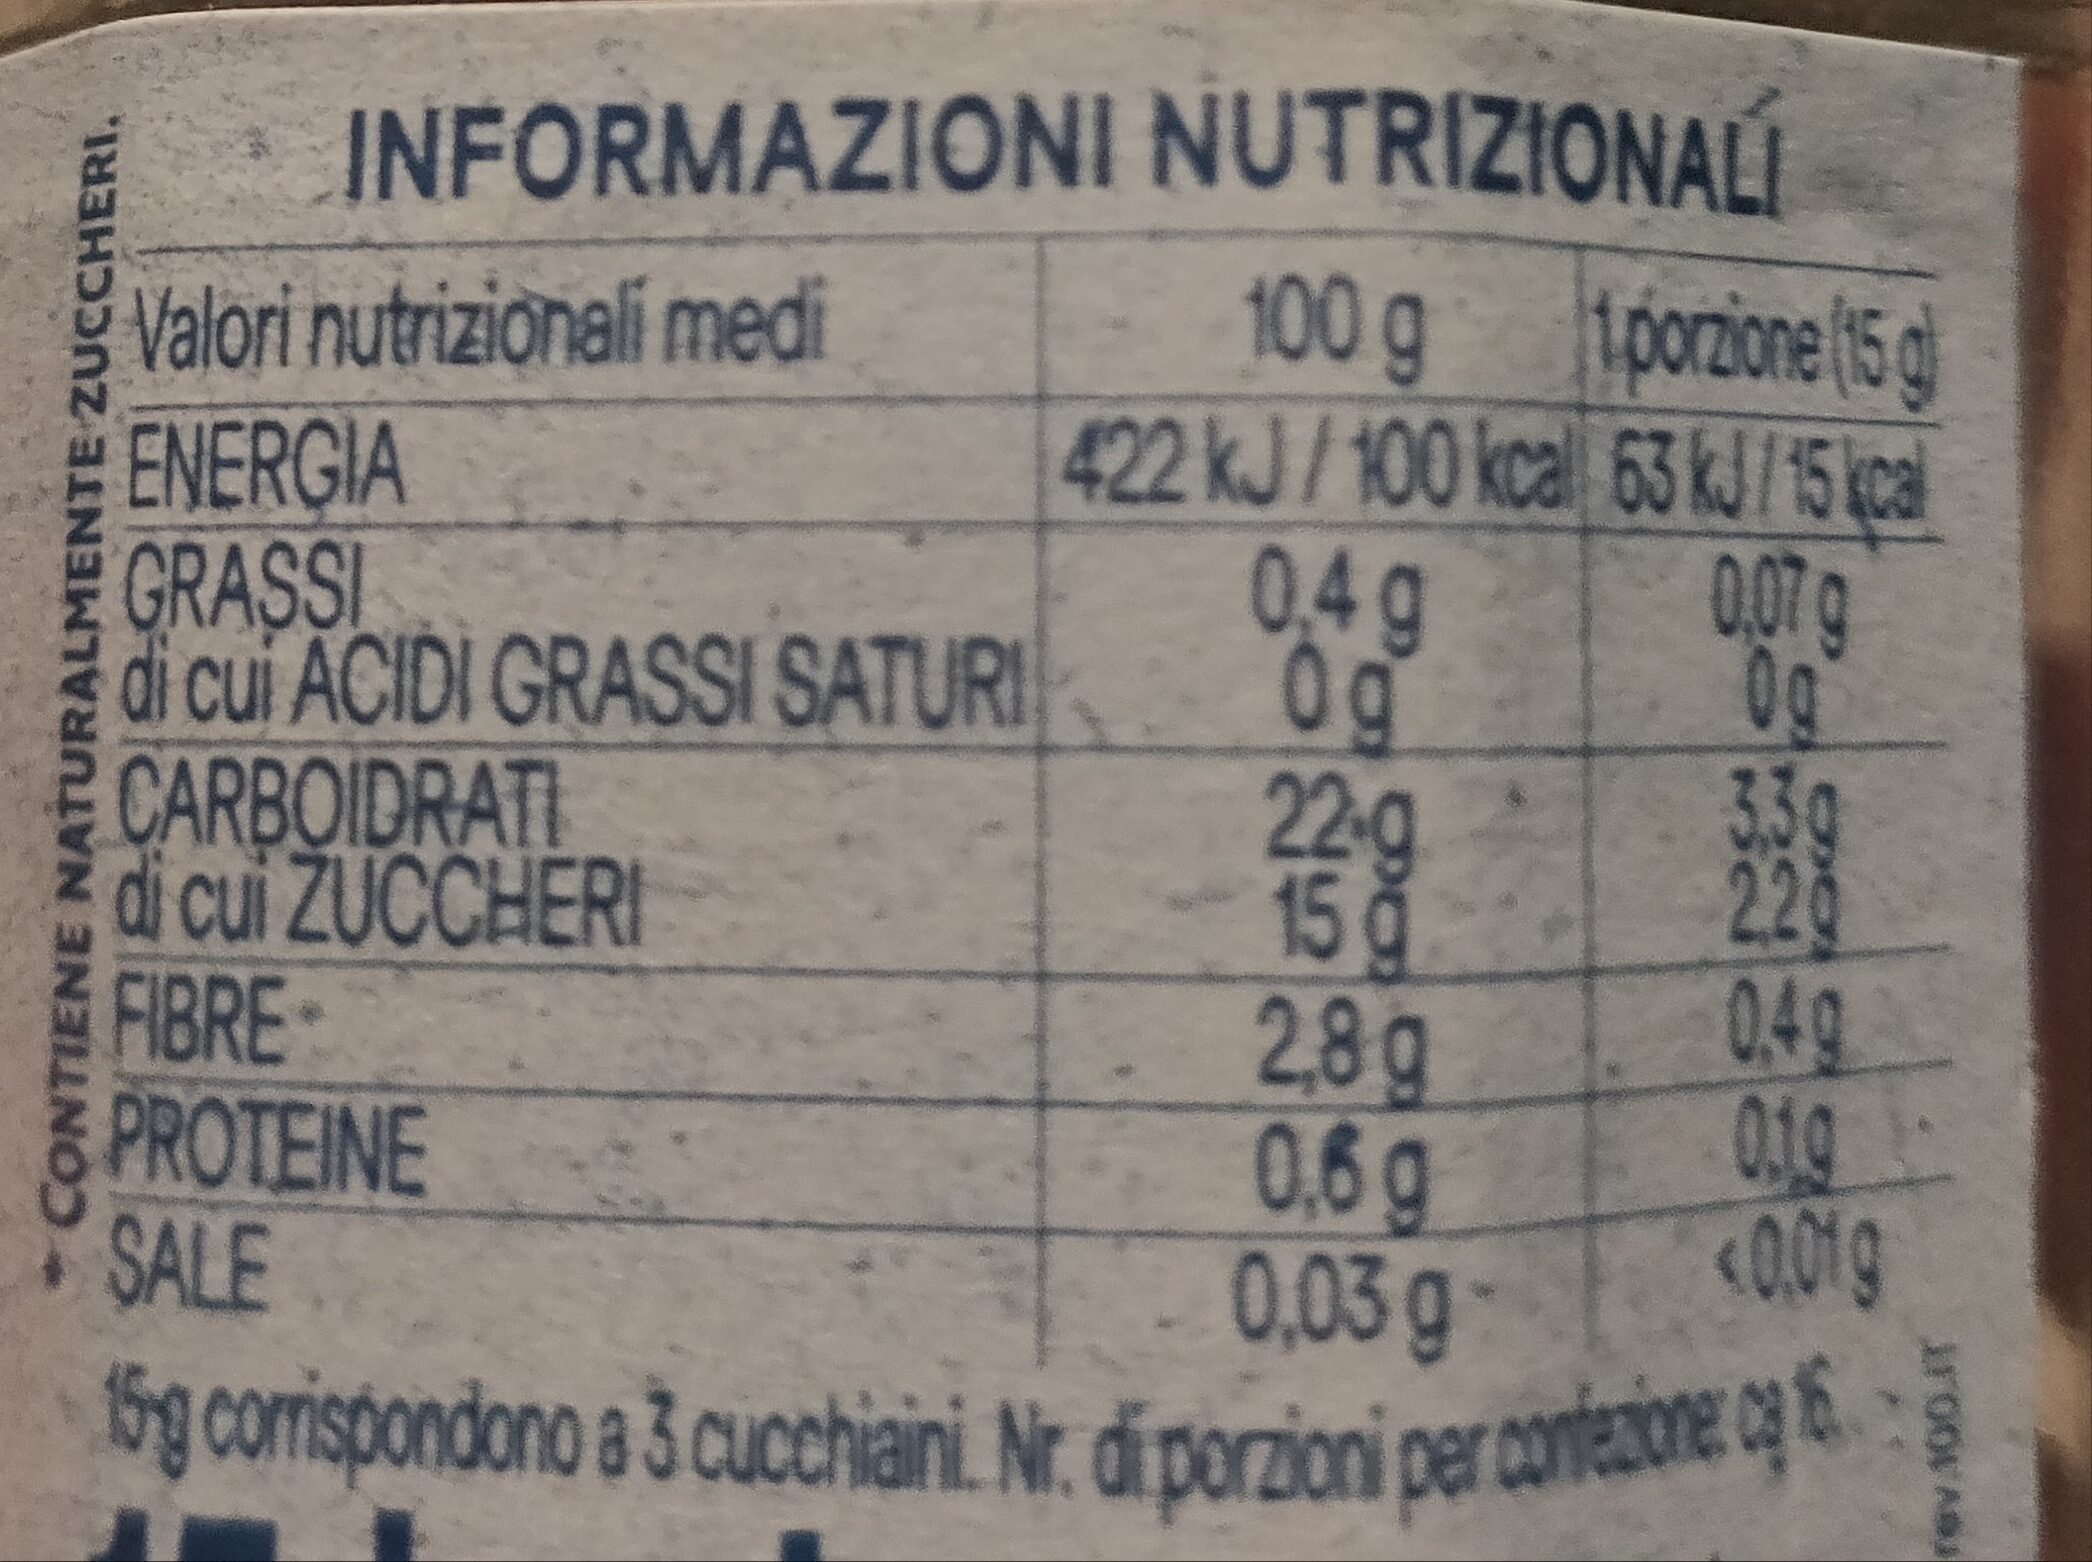 INFORMAZIONI NUTRIZIONALI
Valori nutrizionali medi 100 g 1 porzione (15 g)
ENERGIA 422 kJ / 100 kcal 63 kJ / 15 kcal
GRASSI 0,4 g 0,07 g
di cui ACIDI GRASSI SATURI 0 g 0 g
CARBOIDRATI 22 g 3,3 g
di cui ZUCCHERI 15 g 2,2 g
FIBRE 2,8 g 0,4 g
PROTEINE 0,6 g 0,1 g
SALE 0,03 g <0,01 g
15 g corrispondono a 3 cucchiaini. Nr. di porzioni per confezione: ca 16.
* CONTIENE NATURALMENTE ZUCCHERI.